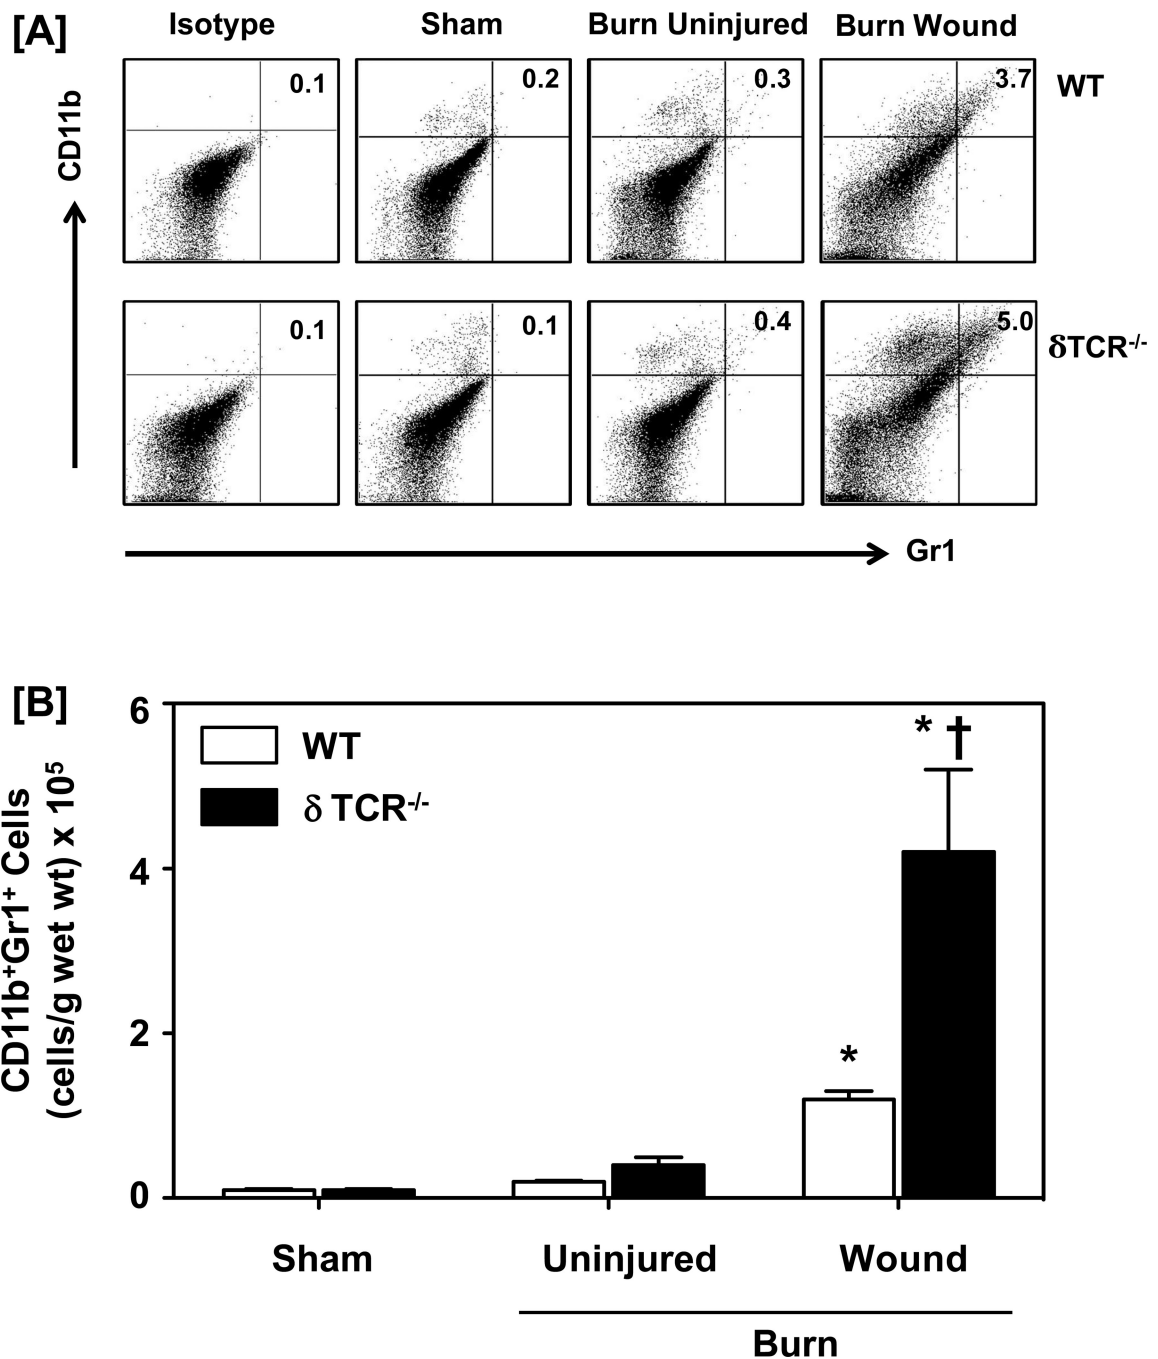 [A]
Isotype Sham Burn Uninjured Burn Wound
CD11b
0.1 0.2 0.3 3.7 WT
0.1 0.1 0.4 5.0 δTCR-/-
Gr1
[B]
CD11b+Gr1+ Cells
(cells/g wet wt) x 10⁵
6
* †
WT
δ TCR-/-
4
2
*
0
Sham Uninjured Wound
Burn